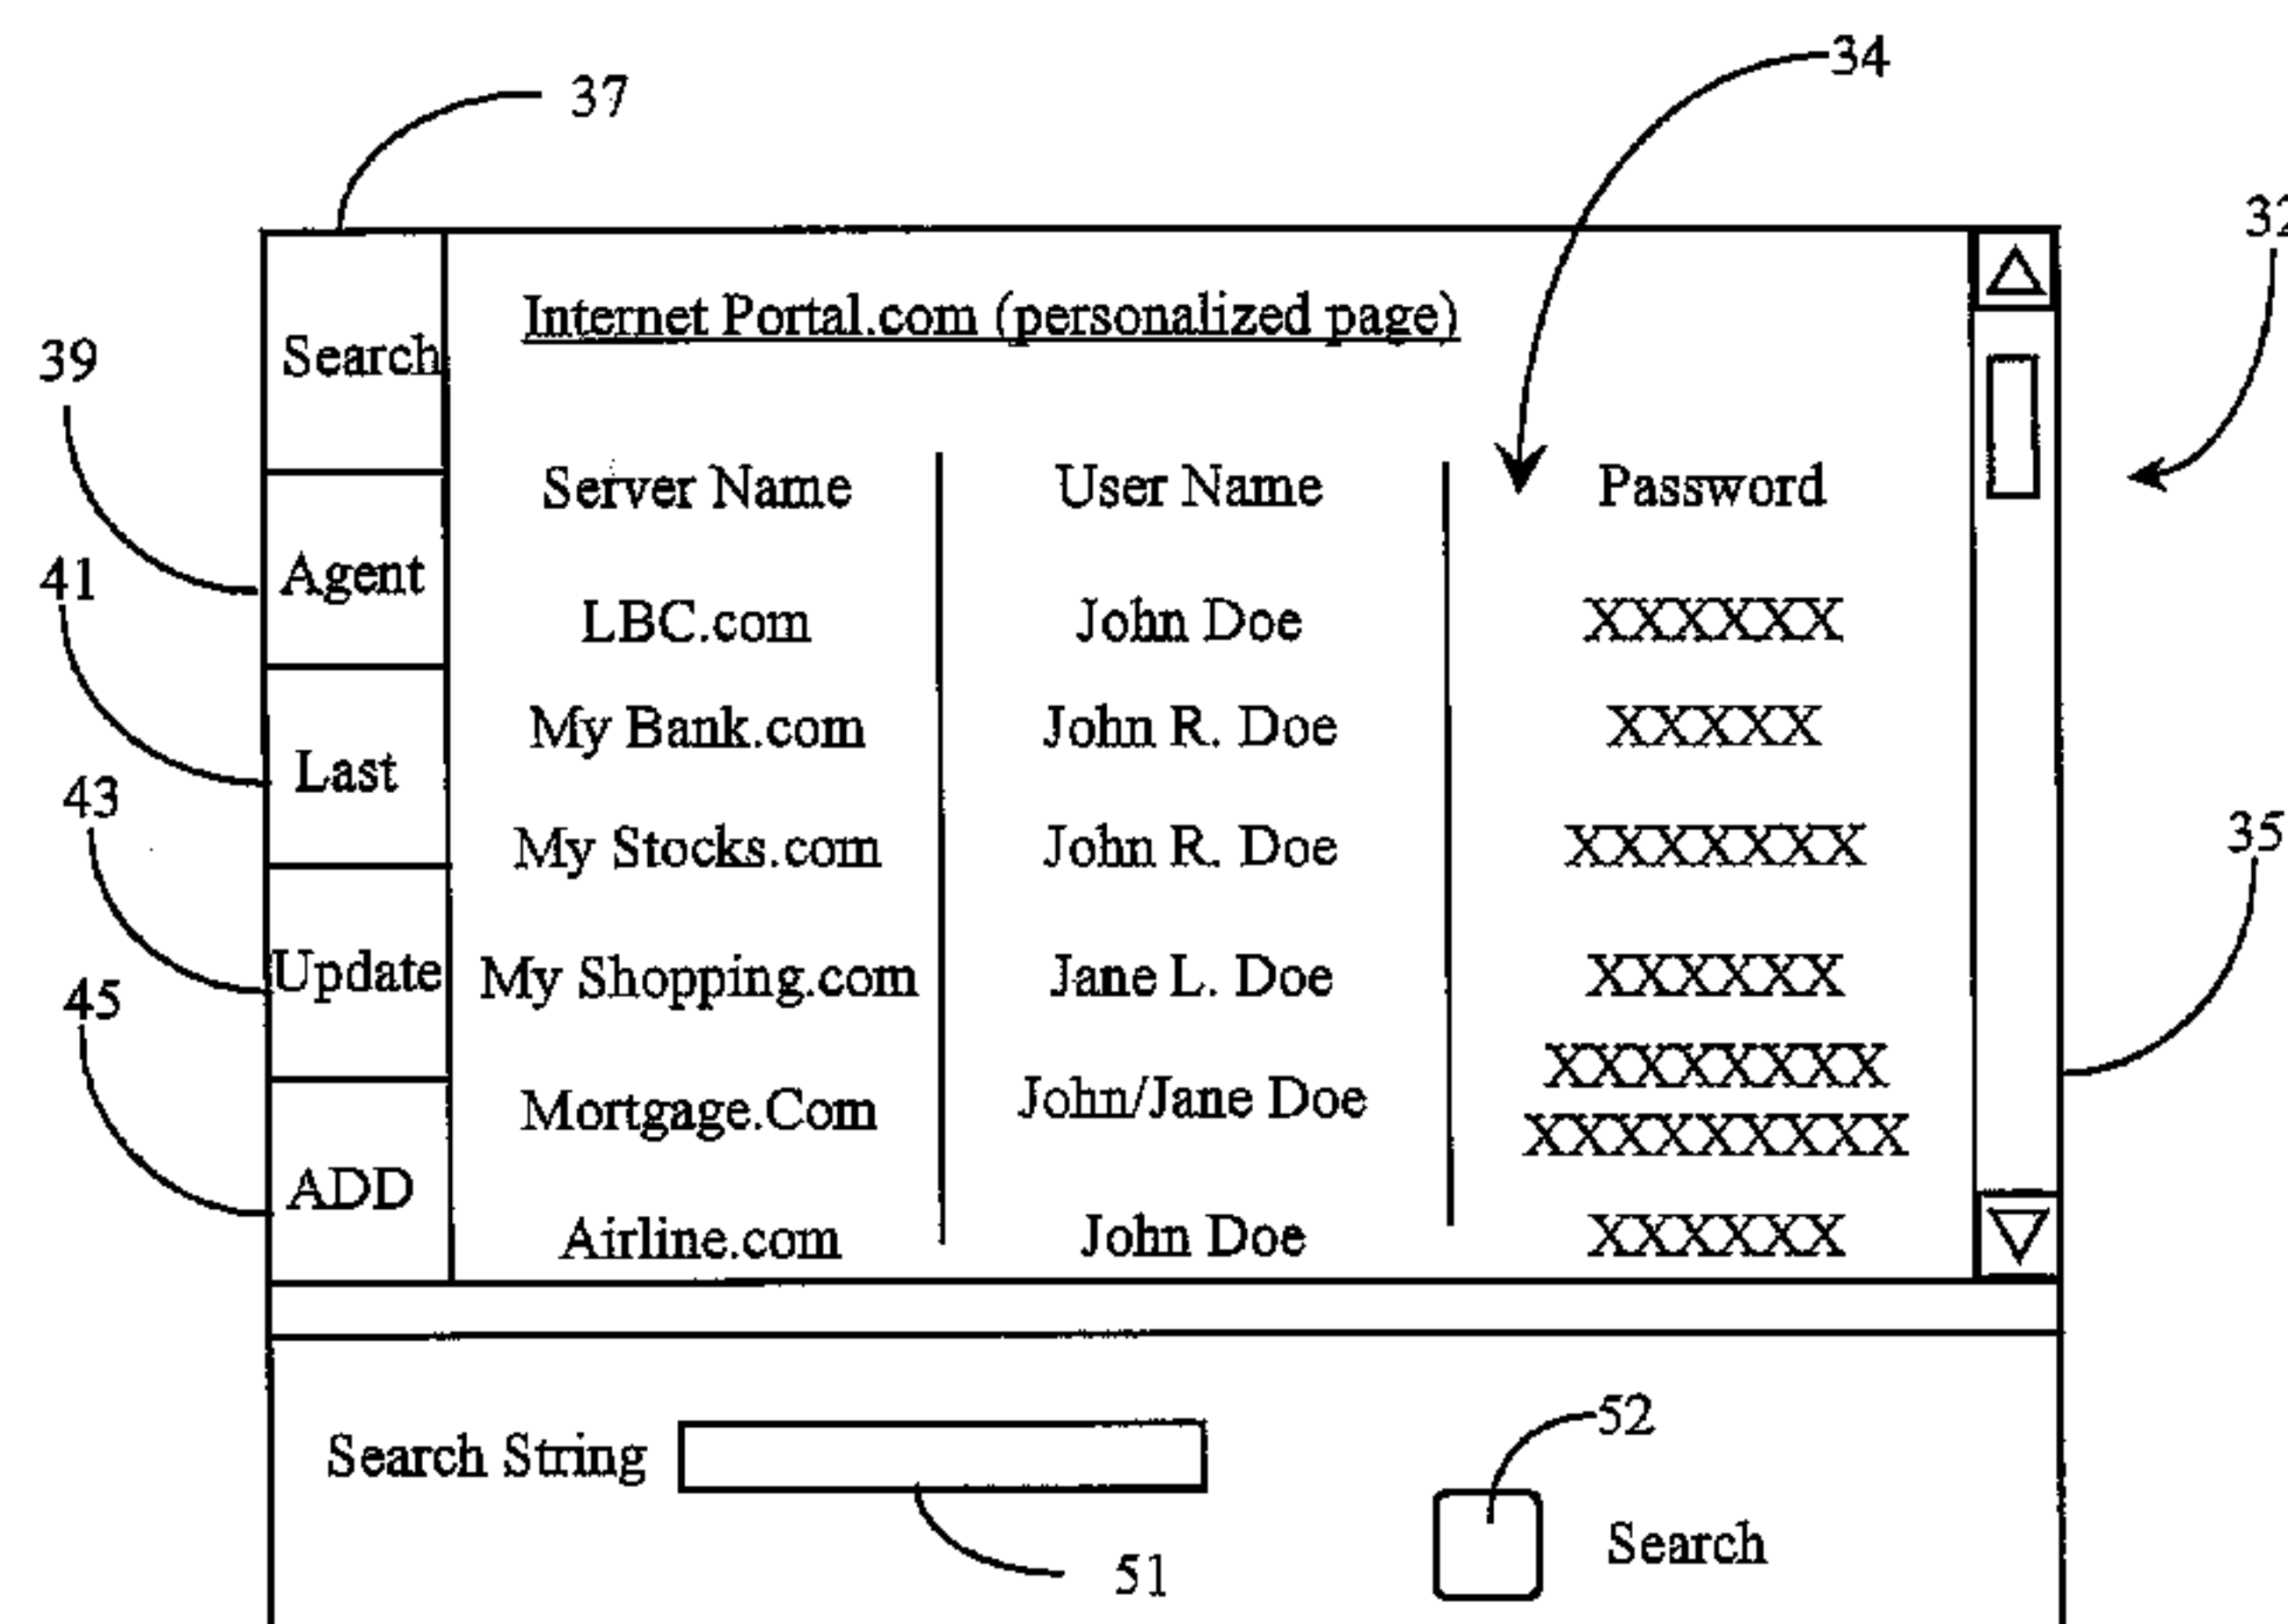 37
34
32
Search
Internet Portal.com (personalized page)
39
Server Name User Name Password
Agent
41
LBC.com John Doe XXXXXX
My Bank.com John R. Doe XXXXX
Last
43
My Stocks.com John R. Doe XXXXXXX
35
Update
My Shopping.com Jane L. Doe XXXXXX
45
Mortgage.Com John/Jane Doe XXXXXXXX
XXXXXXXXX
ADD
Airline.com John Doe XXXXXX
52
Search String
Search
51